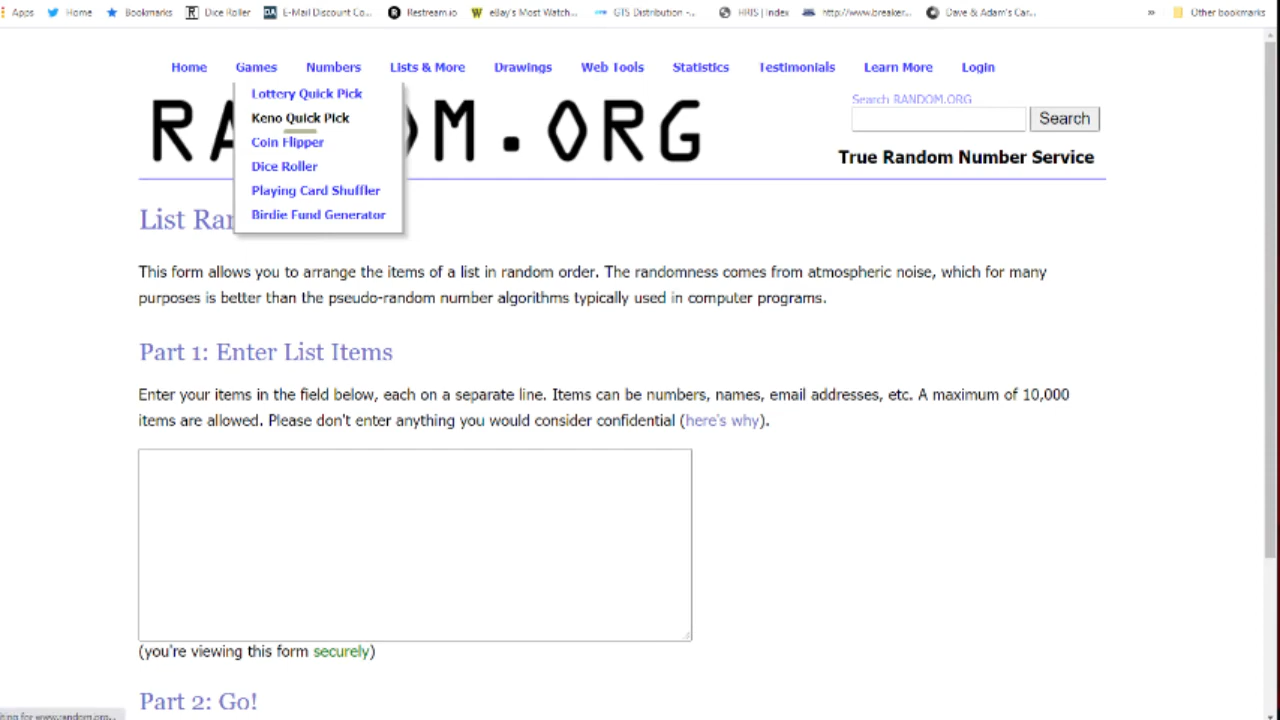 Apps Home Bookmarks Dice Roller E-Mail Discount Co... Restream.io eBay's Most Watch... GTS Distribution -... HRIS | Index http://www.breaker... Dave & Adam's Car... » Other bookmarks
Home Games Numbers Lists & More Drawings Web Tools Statistics Testimonials Learn More Login
Lottery Quick Pick
Keno Quick Pick
Coin Flipper
Dice Roller
Playing Card Shuffler
Birdie Fund Generator
Search RANDOM.ORG
Search
RA OM.ORG
True Random Number Service
List Ra
This form allows you to arrange the items of a list in random order. The randomness comes from atmospheric noise, which for many
purposes is better than the pseudo-random number algorithms typically used in computer programs.
Part 1: Enter List Items
Enter your items in the field below, each on a separate line. Items can be numbers, names, email addresses, etc. A maximum of 10,000
items are allowed. Please don't enter anything you would consider confidential (here's why).
(you're viewing this form securely)
Part 2: Go!
ting for www.random.org...